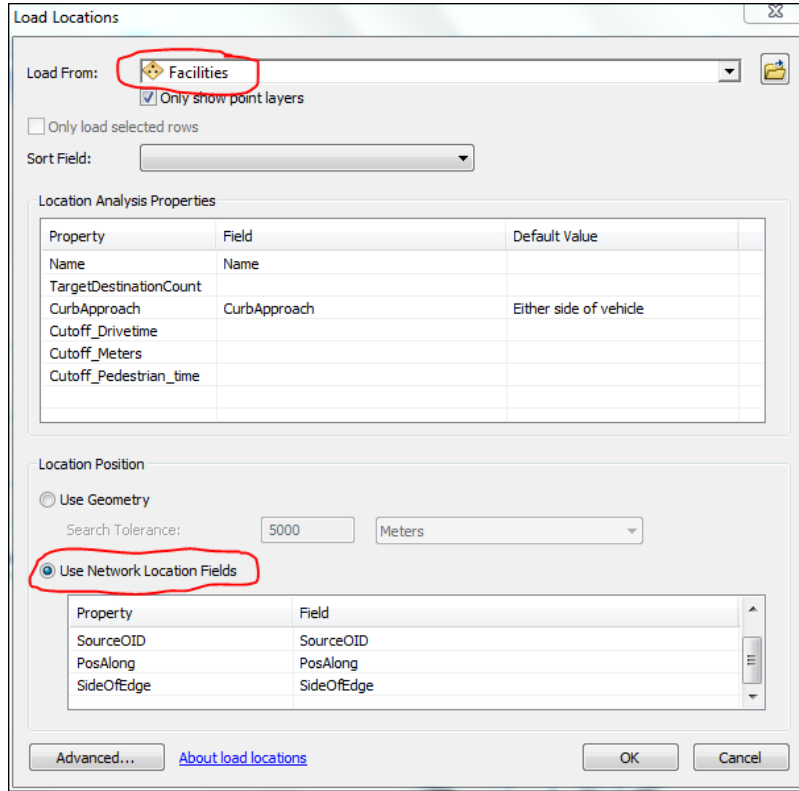 Load Locations
Load From: Facilities
Only show point layers
Only load selected rows
Sort Field:
Location Analysis Properties
Property Field Default Value
Name Name
TargetDestinationCount
CurbApproach CurbApproach Either side of vehicle
Cutoff_Drivetime
Cutoff_Meters
Cutoff_Pedestrian_time
Location Position
Use Geometry
Search Tolerance: 5000 Meters
Use Network Location Fields
Property Field
SourceOID SourceOID
PosAlong PosAlong
SideOfEdge SideOfEdge
Advanced... About load locations OK Cancel